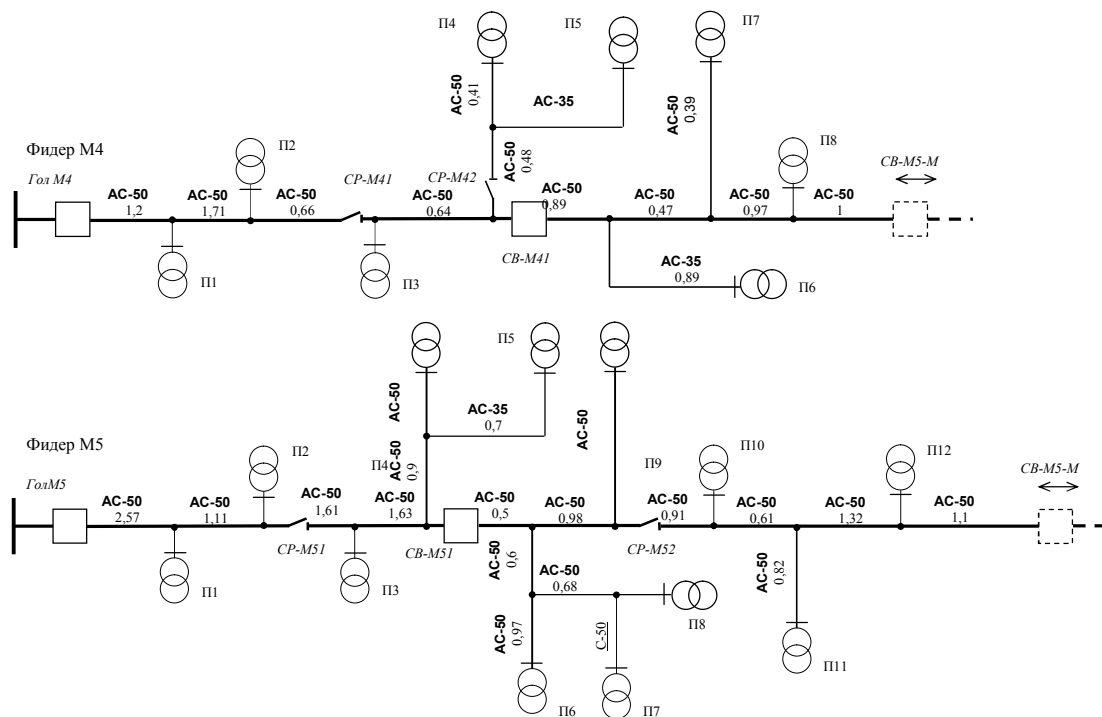 П4
П5
П7
АС-50
0,41
АС-35
АС-50
0,39
Фидер М4
П2
П8
Гол М4
СР-М41
СР-М42
АС-50
0,48
СВ-М5-М
АС-50
1,2
АС-50
1,71
АС-50
0,66
АС-50
0,64
АС-50
0,89
АС-50
0,47
АС-50
0,97
АС-50
1
СВ-М41
П1
П3
АС-35
0,89
П6
П5
АС-50
АС-35
0,7
АС-50
Фидер М5
П2
П4
АС-50
0,9
П9
П10
П12
СВ-М5-М
ГолМ5
АС-50
2,57
АС-50
1,11
АС-50
1,61
АС-50
1,63
АС-50
0,5
АС-50
0,98
АС-50
0,91
АС-50
0,61
АС-50
1,32
АС-50
1,1
СР-М51
СВ-М51
СР-М52
П1
П3
АС-50
0,6
АС-50
0,68
АС-50
0,82
П8
АС-50
0,97
С-50
П11
П6
П7